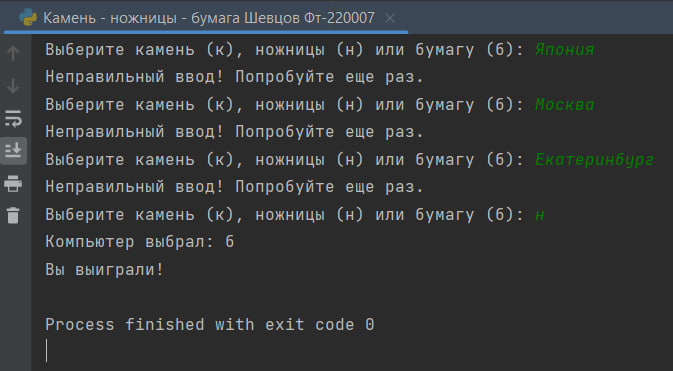 Камень - ножницы - бумага Шевцов Фт-220007
Выберите камень (к), ножницы (н) или бумагу (б): Япония
Неправильный ввод! Попробуйте еще раз.
Выберите камень (к), ножницы (н) или бумагу (б): Москва
Неправильный ввод! Попробуйте еще раз.
Выберите камень (к), ножницы (н) или бумагу (б): Екатеринбург
Неправильный ввод! Попробуйте еще раз.
Выберите камень (к), ножницы (н) или бумагу (б): н
Компьютер выбрал: б
Вы выиграли!
Process finished with exit code 0